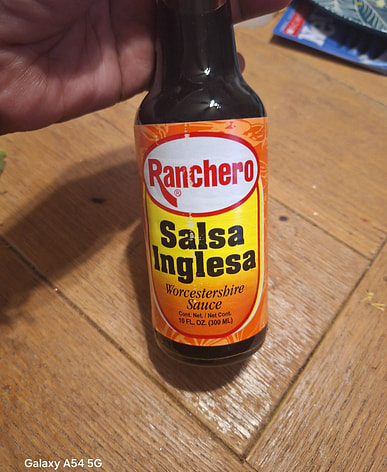 Ranchero
®
Salsa
Inglesa
Worcestershire
Sauce
Cont. Net. / Net Cont.
10 FL. OZ. (300 ML)
Galaxy A54 5G